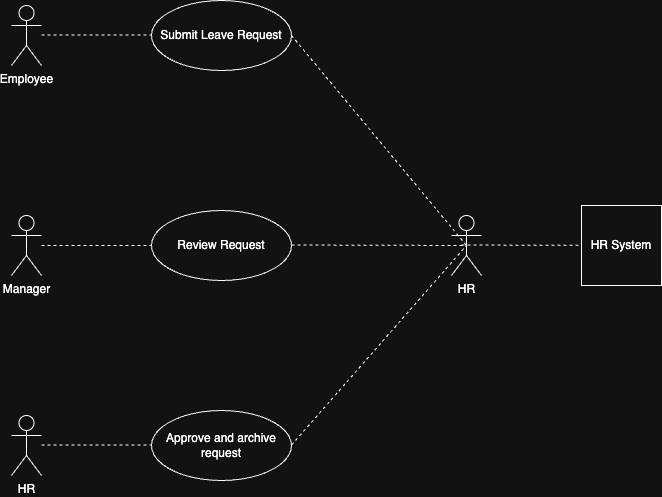 Submit Leave Request
Employee
Review Request
HR System
Manager
HR
Approve and archive
request
HR